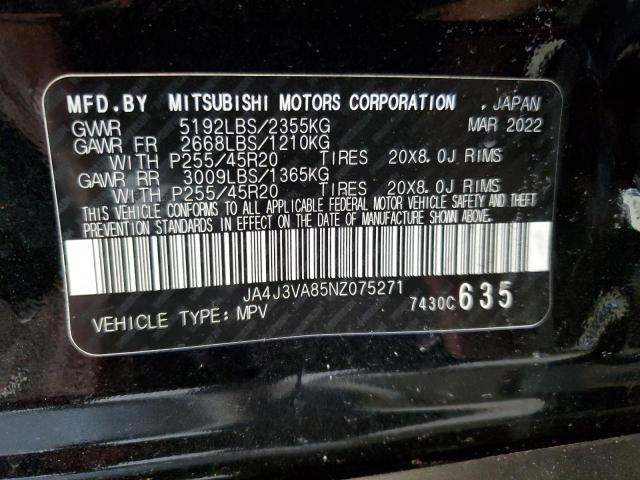 MFD.BY MITSUBISHI MOTORS CORPORATION , JAPAN
GVWR 5192LBS/2355KG MAR 2022
GAWR FR 2668LBS/1210KG
WITH P255/45R20 TIRES 20X8.0J RIMS
GAWR RR 3009LBS/1365KG
WITH P255/45R20 TIRES 20X8.0J RIMS
THIS VEHICLE CONFORMS TO ALL APPLICABLE FEDERAL MOTOR VEHICLE SAFETY AND THEFT
PREVENTION STANDARDS IN EFFECT ON THE DATE OF MANUFACTURE SHOWN ABOVE.
JA4J3VA85NZ075271
VEHICLE TYPE: MPV 7430C 635